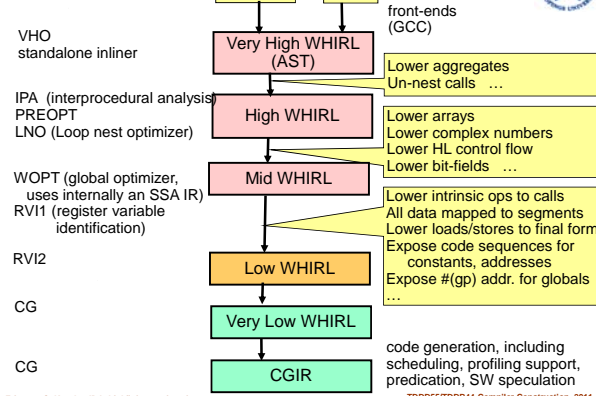 front-ends
(GCC)
VHO
standalone inliner
Very High WHIRL
(AST)
Lower aggregates
Un-nest calls …
IPA (interprocedural analysis)
PREOPT
LNO (Loop nest optimizer)
High WHIRL
Lower arrays
Lower complex numbers
Lower HL control flow
Lower bit-fields …
WOPT (global optimizer,
uses internally an SSA IR)
RVI1 (register variable
identification)
Mid WHIRL
Lower intrinsic ops to calls
All data mapped to segments
Lower loads/stores to final form
Expose code sequences for
constants, addresses
Expose #(gp) addr. for globals
…
RVI2
Low WHIRL
CG
Very Low WHIRL
CG
CGIR
code generation, including
scheduling, profiling support,
predication, SW speculation